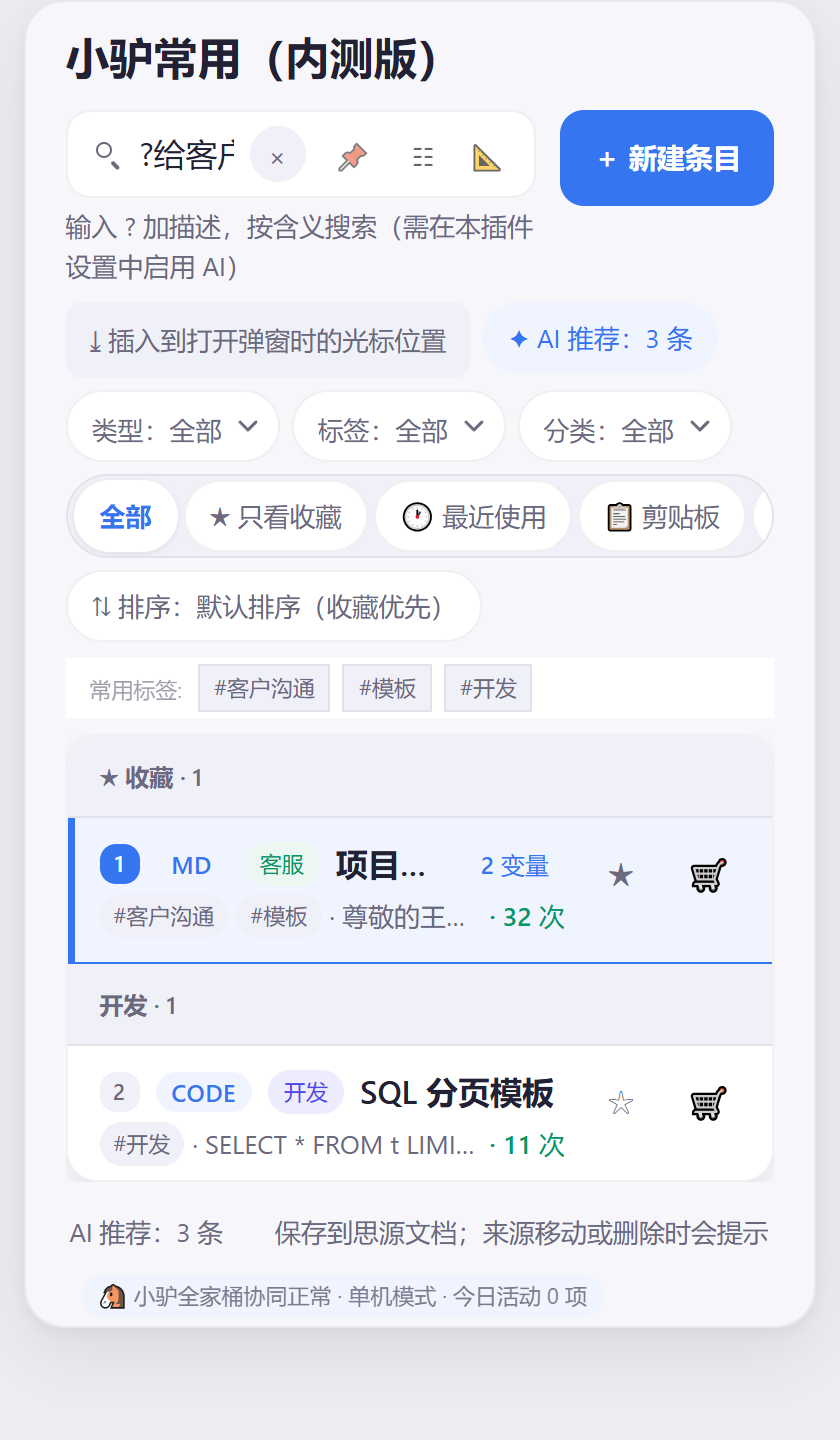 小驴常用（内测版）
?给客户 × + 新建条目
输入 ? 加描述，按含义搜索（需在本插件
设置中启用 AI）
⤓插入到打开弹窗时的光标位置 ✦ AI 推荐：3 条
类型：全部 标签：全部 分类：全部
全部 ★ 只看收藏 🕐 最近使用 📋 剪贴板
⇅ 排序：默认排序（收藏优先）
常用标签: #客户沟通 #模板 #开发
★ 收藏 · 1
1 MD 客服 项目... 2 变量 ★ 🛒
#客户沟通 #模板 · 尊敬的王... · 32 次
开发 · 1
2 CODE 开发 SQL 分页模板 ☆ 🛒
#开发 · SELECT * FROM t LIMI... · 11 次
AI 推荐：3 条 保存到思源文档；来源移动或删除时会提示
🐴 小驴全家桶协同正常 · 单机模式 · 今日活动 0 项